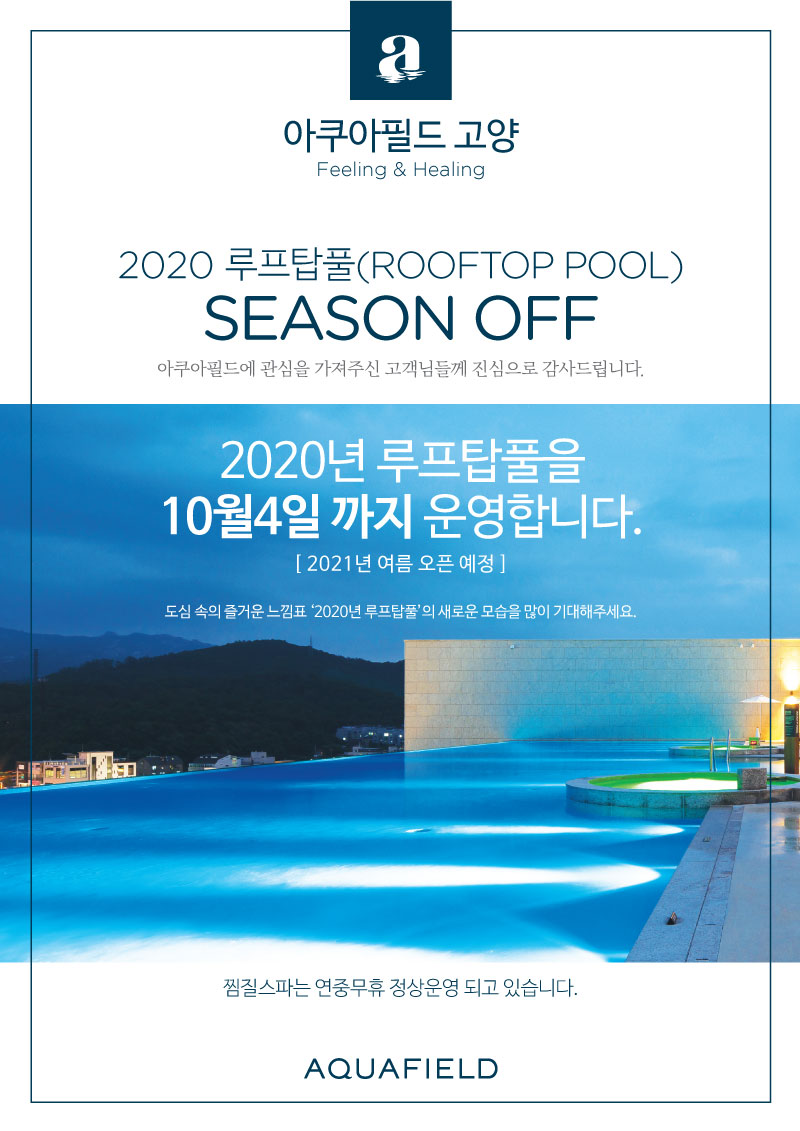 a
아쿠아필드 고양
Feeling & Healing
2020 루프탑풀(ROOFTOP POOL)
SEASON OFF
아쿠아필드에 관심을 가져주신 고객님들께 진심으로 감사드립니다.
2020년 루프탑풀을
10월4일 까지 운영합니다.
[ 2021년 여름 오픈 예정 ]
도심 속의 즐거운 느낌표 ‘2020년 루프탑풀’의 새로운 모습을 많이 기대해주세요.
찜질스파는 연중무휴 정상운영 되고 있습니다.
AQUAFIELD